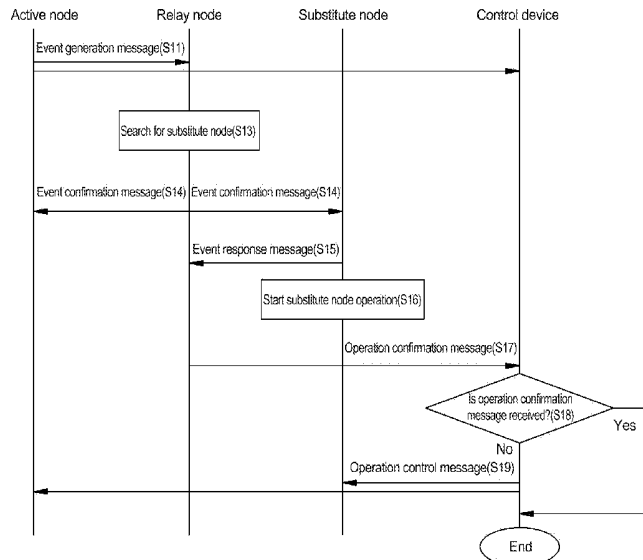 Active node
Relay node
Substitute node
Control device
Event generation message(S11)
Search for substitute node(S13)
Event confirmation message(S14)
Event confirmation message(S14)
Event response message(S15)
Start substitute node operation(S16)
Operation confirmation message(S17)
Is operation confirmation
message received?(S18)
Yes
No
Operation control message(S19)
End